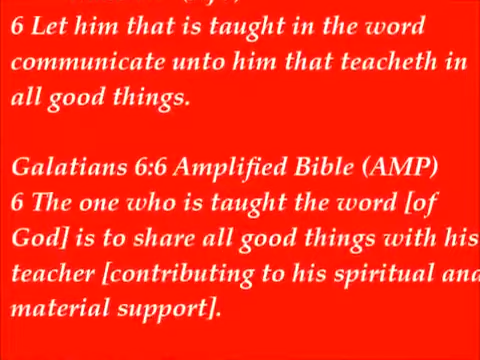 6 Let him that is taught in the word
communicate unto him that teacheth in
all good things.
Galatians 6:6 Amplified Bible (AMP)
6 The one who is taught the word [of
God] is to share all good things with his
teacher [contributing to his spiritual and
material support].